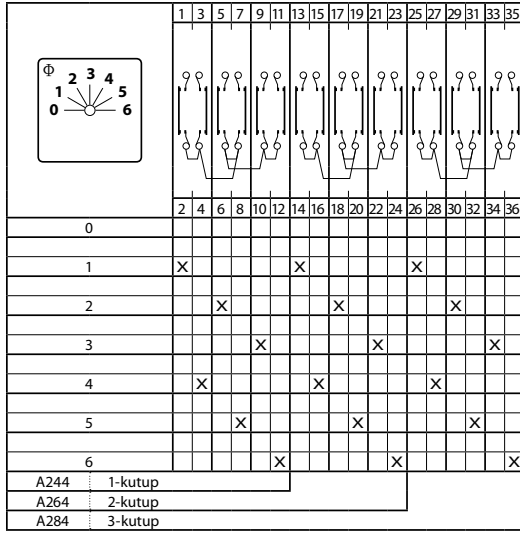 1 3 5 7 9 11 13 15 17 19 21 23 25 27 29 31 33 35
Φ
0 1 2 3 4 5 6
2 4 6 8 10 12 14 16 18 20 22 24 26 28 30 32 34 36
0
1 X X X
2 X X X
3 X X X
4 X X X
5 X X X
6 X X X
A244 1-kutup
A264 2-kutup
A284 3-kutup